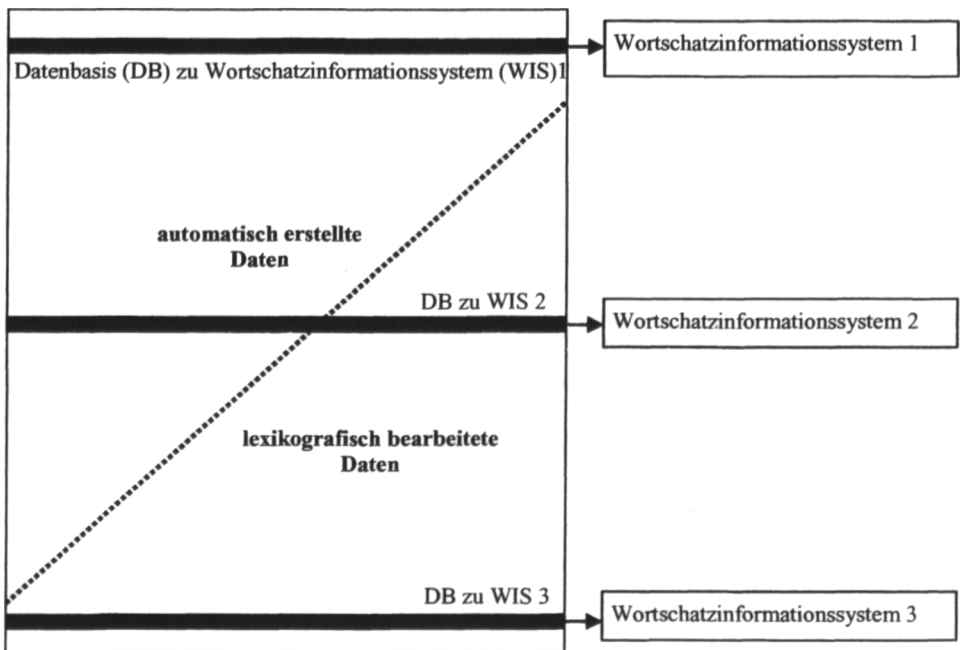 Wortschatzinformationssystem 1
Datenbasis (DB) zu Wortschatzinformationssystem (WIS)1
automatisch erstellte
Daten
DB zu WIS 2
Wortschatzinformationssystem 2
lexikografisch bearbeitete
Daten
DB zu WIS 3
Wortschatzinformationssystem 3